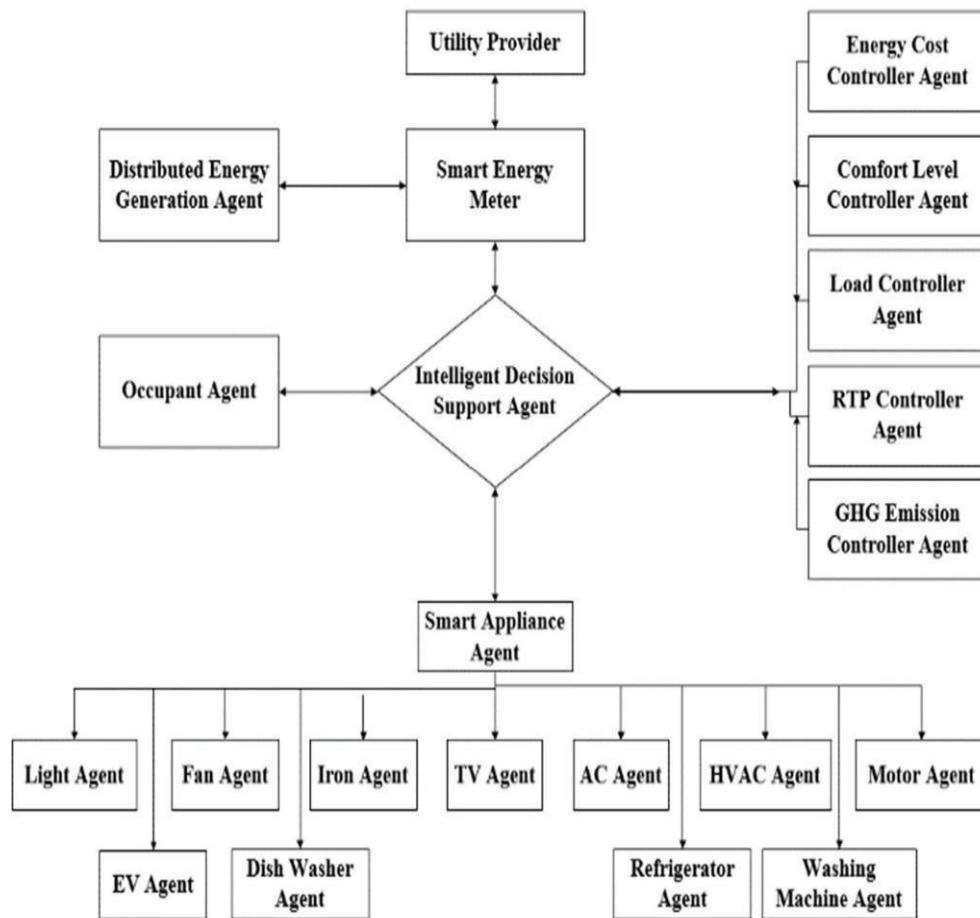 Utility Provider
Energy Cost
Controller Agent
Distributed Energy
Generation Agent
Smart Energy
Meter
Comfort Level
Controller Agent
Load Controller
Agent
Occupant Agent
Intelligent Decision
Support Agent
RTP Controller
Agent
GHG Emission
Controller Agent
Smart Appliance
Agent
Light Agent
Fan Agent
Iron Agent
TV Agent
AC Agent
HVAC Agent
Motor Agent
EV Agent
Dish Washer
Agent
Refrigerator
Agent
Washing
Machine Agent